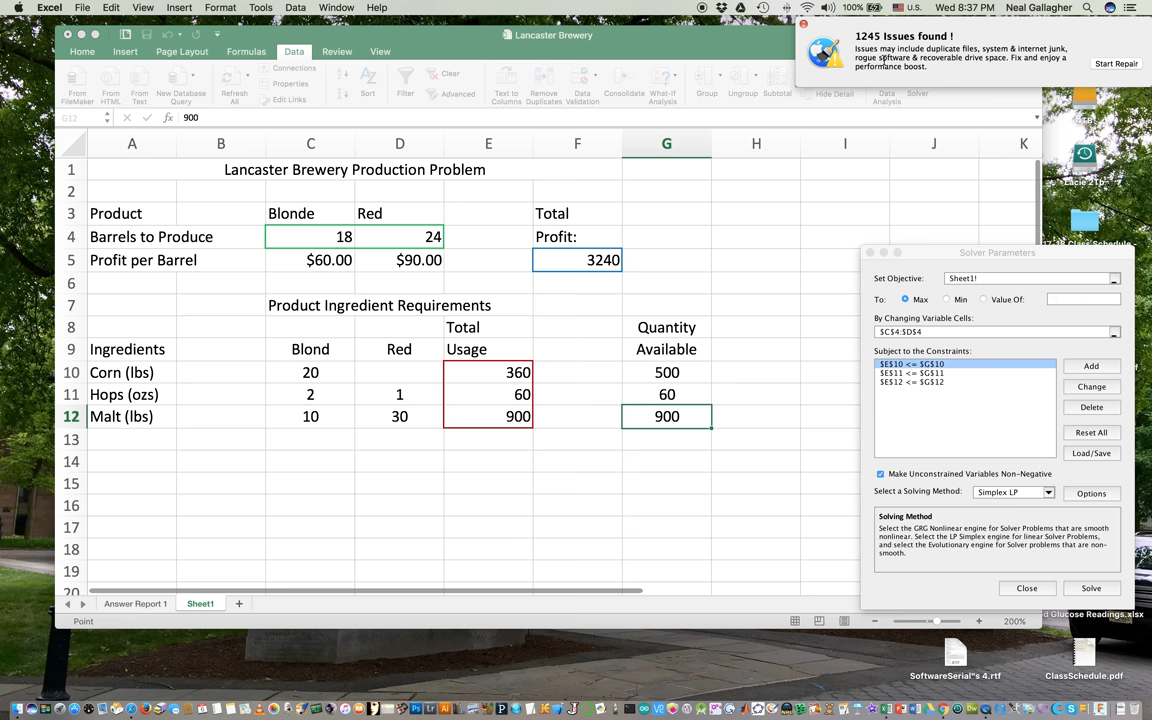 Excel File Edit View Insert Format Tools Data Window Help 100% U.S. Wed 8:37 PM Neal Gallagher
Lancaster Brewery
Home Insert Page Layout Formulas Data Review View
From FileMaker From HTML From Text New Database Query Refresh All Connections Properties Edit Links Sort Filter Clear Advanced Text to Columns Remove Duplicates Data Validation Consolidate What-If Analysis Group Ungroup Subtotal Hide Detail Data Analysis Solver
1245 Issues found !
Issues may include duplicate files, system & internet junk,
rogue software & recoverable drive space. Fix and enjoy a
performance boost.
Start Repair
G12 fx 900
A B C D E F G H I J K
1 Lancaster Brewery Production Problem
2
3 Product Blonde Red Total
4 Barrels to Produce 18 24 Profit:
5 Profit per Barrel $60.00 $90.00 3240
6
7 Product Ingredient Requirements
8 Total Quantity
9 Ingredients Blond Red Usage Available
10 Corn (lbs) 20 360 500
11 Hops (ozs) 2 1 60 60
12 Malt (lbs) 10 30 900 900
13
14
15
16
17
18
19
20
Answer Report 1 Sheet1 +
Point 200%
Lacie 2Tb
17-18 Class Schedule
Solver Parameters
Set Objective: Sheet1!
To: Max Min Value Of:
By Changing Variable Cells:
$C$4:$D$4
Subject to the Constraints:
$E$10 <= $G$10
$E$11 <= $G$11
$E$12 <= $G$12
Add
Change
Delete
Reset All
Load/Save
Make Unconstrained Variables Non-Negative
Select a Solving Method: Simplex LP Options
Solving Method
Select the GRG Nonlinear engine for Solver Problems that are smooth
nonlinear. Select the LP Simplex engine for linear Solver Problems,
and select the Evolutionary engine for Solver problems that are non-
smooth.
Close Solve
d Glucose Readings.xlsx
SoftwareSerial"s 4.rtf
ClassSchedule.pdf